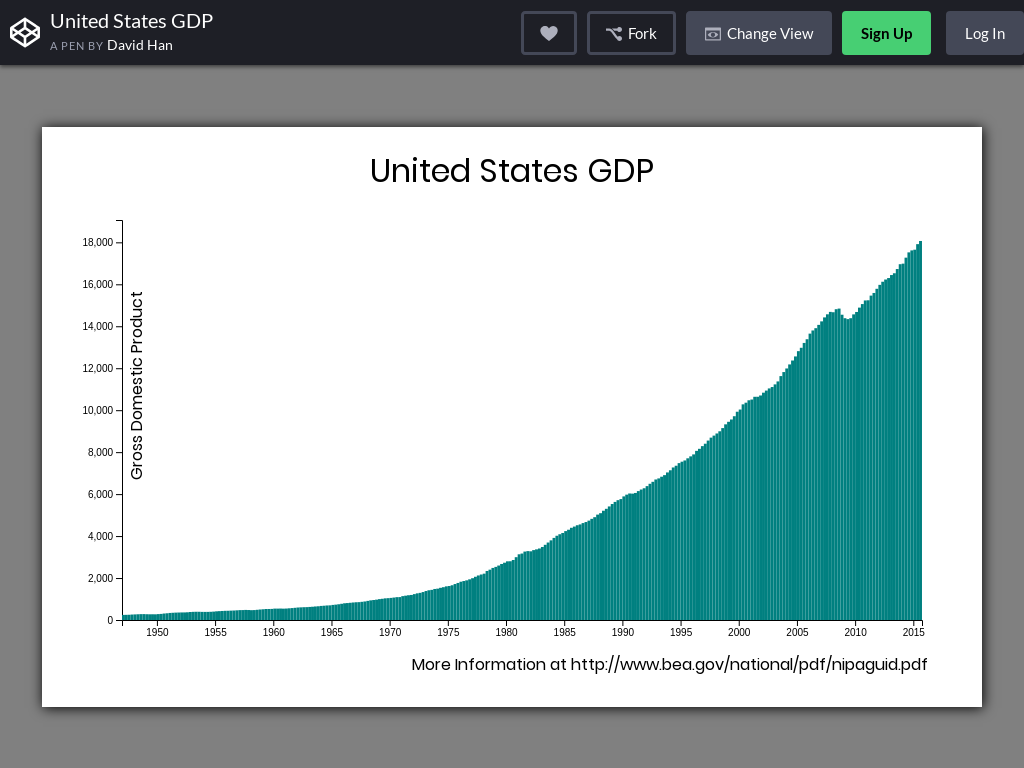 United States GDP
A PEN BY David Han
Fork
Change View
Sign Up
Log In
United States GDP
18,000
16,000
14,000
12,000
10,000
8,000
6,000
4,000
2,000
0
Gross Domestic Product
1950 1955 1960 1965 1970 1975 1980 1985 1990 1995 2000 2005 2010 2015
More Information at http://www.bea.gov/national/pdf/nipaguid.pdf